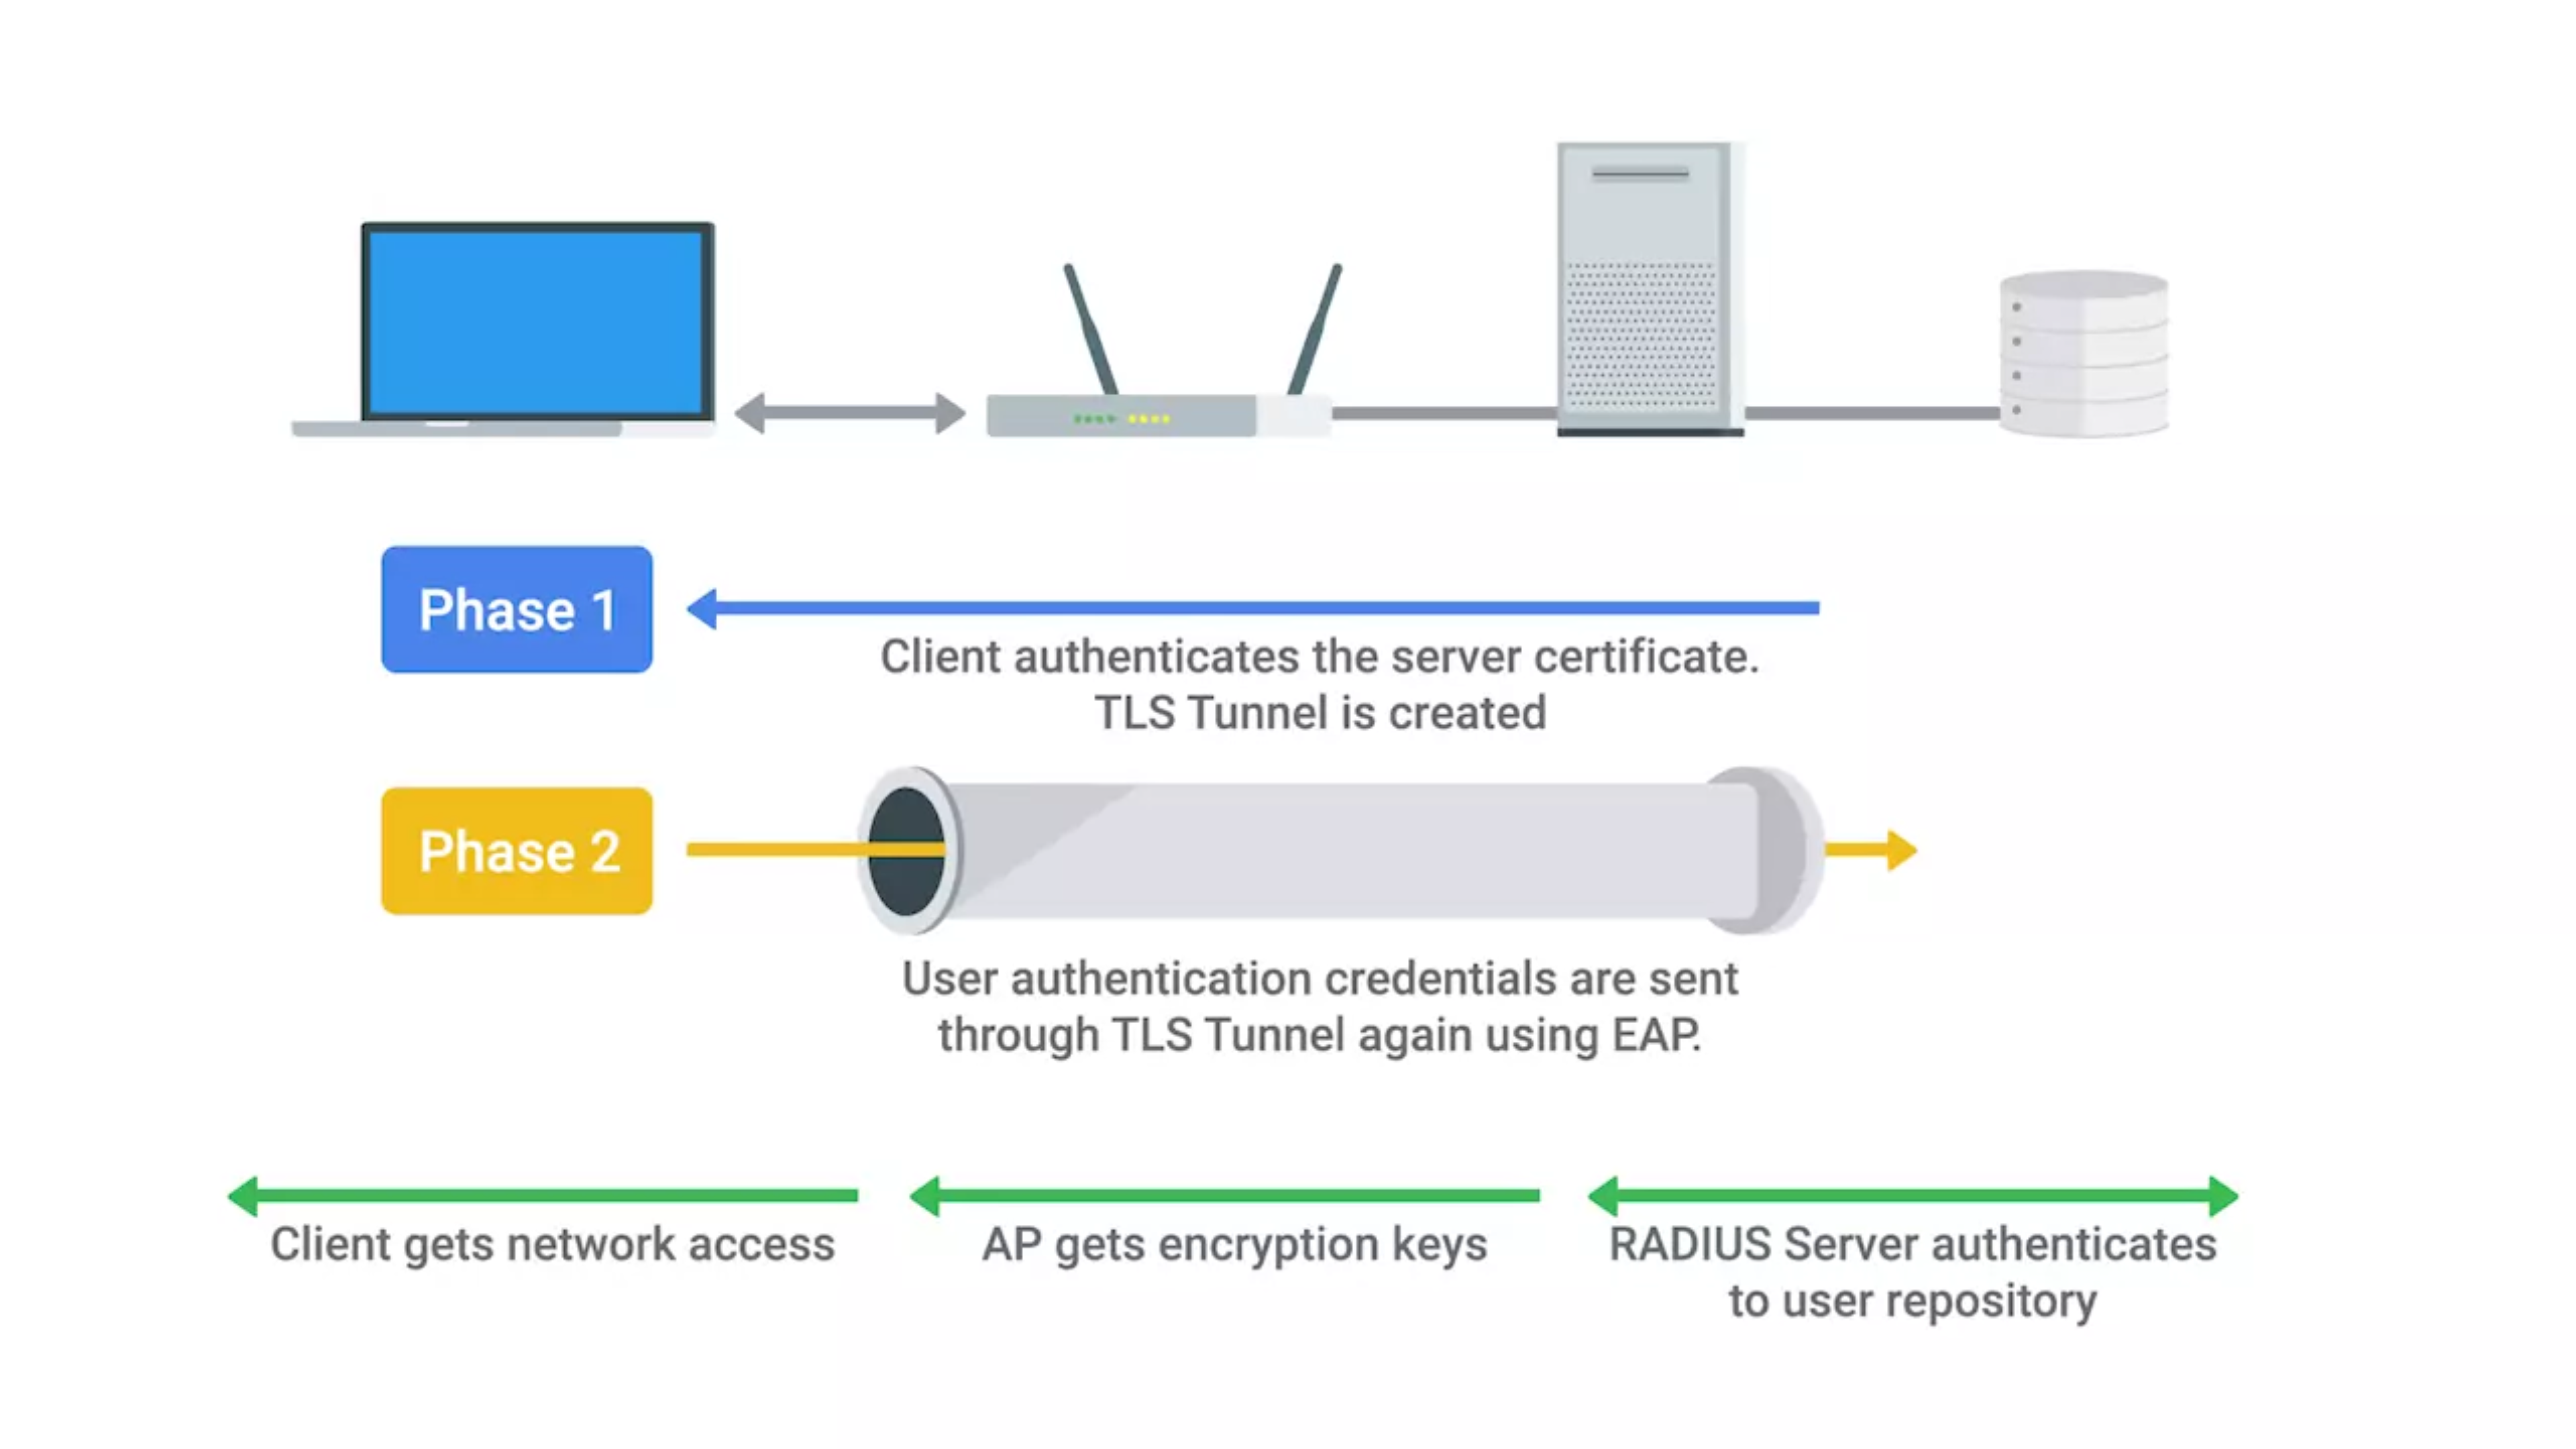 Phase 1
Client authenticates the server certificate.
TLS Tunnel is created
Phase 2
User authentication credentials are sent
through TLS Tunnel again using EAP.
Client gets network access
AP gets encryption keys
RADIUS Server authenticates
to user repository